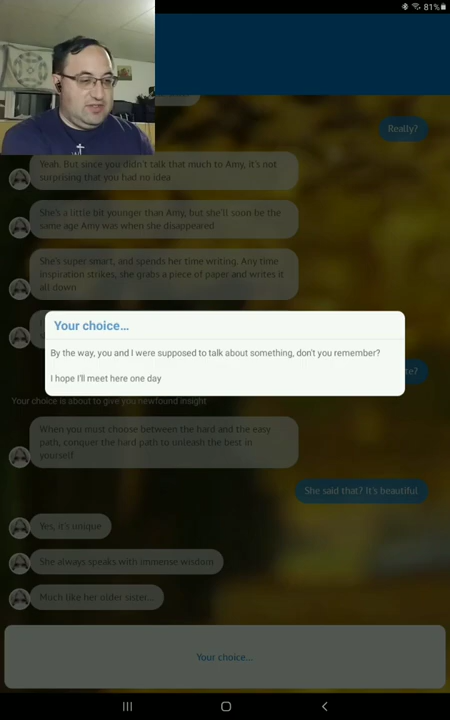 81%
Really?
Yeah. But since you didn't talk that much to Amy, it's not
surprising that you had no idea
She's a little bit younger than Amy, but she'll soon be the
same age Amy was when she disappeared
She's super smart, and spends her time writing. Any time
inspiration strikes, she grabs a piece of paper and writes it
all down
Your choice...
By the way, you and I were supposed to talk about something, don't you remember?
I hope I'll meet here one day
te?
Your choice is about to give you newfound insight
When you must choose between the hard and the easy
path, conquer the hard path to unleash the best in
yourself
She said that? It's beautiful
Yes, it's unique
She always speaks with immense wisdom
Much like her older sister...
Your choice...